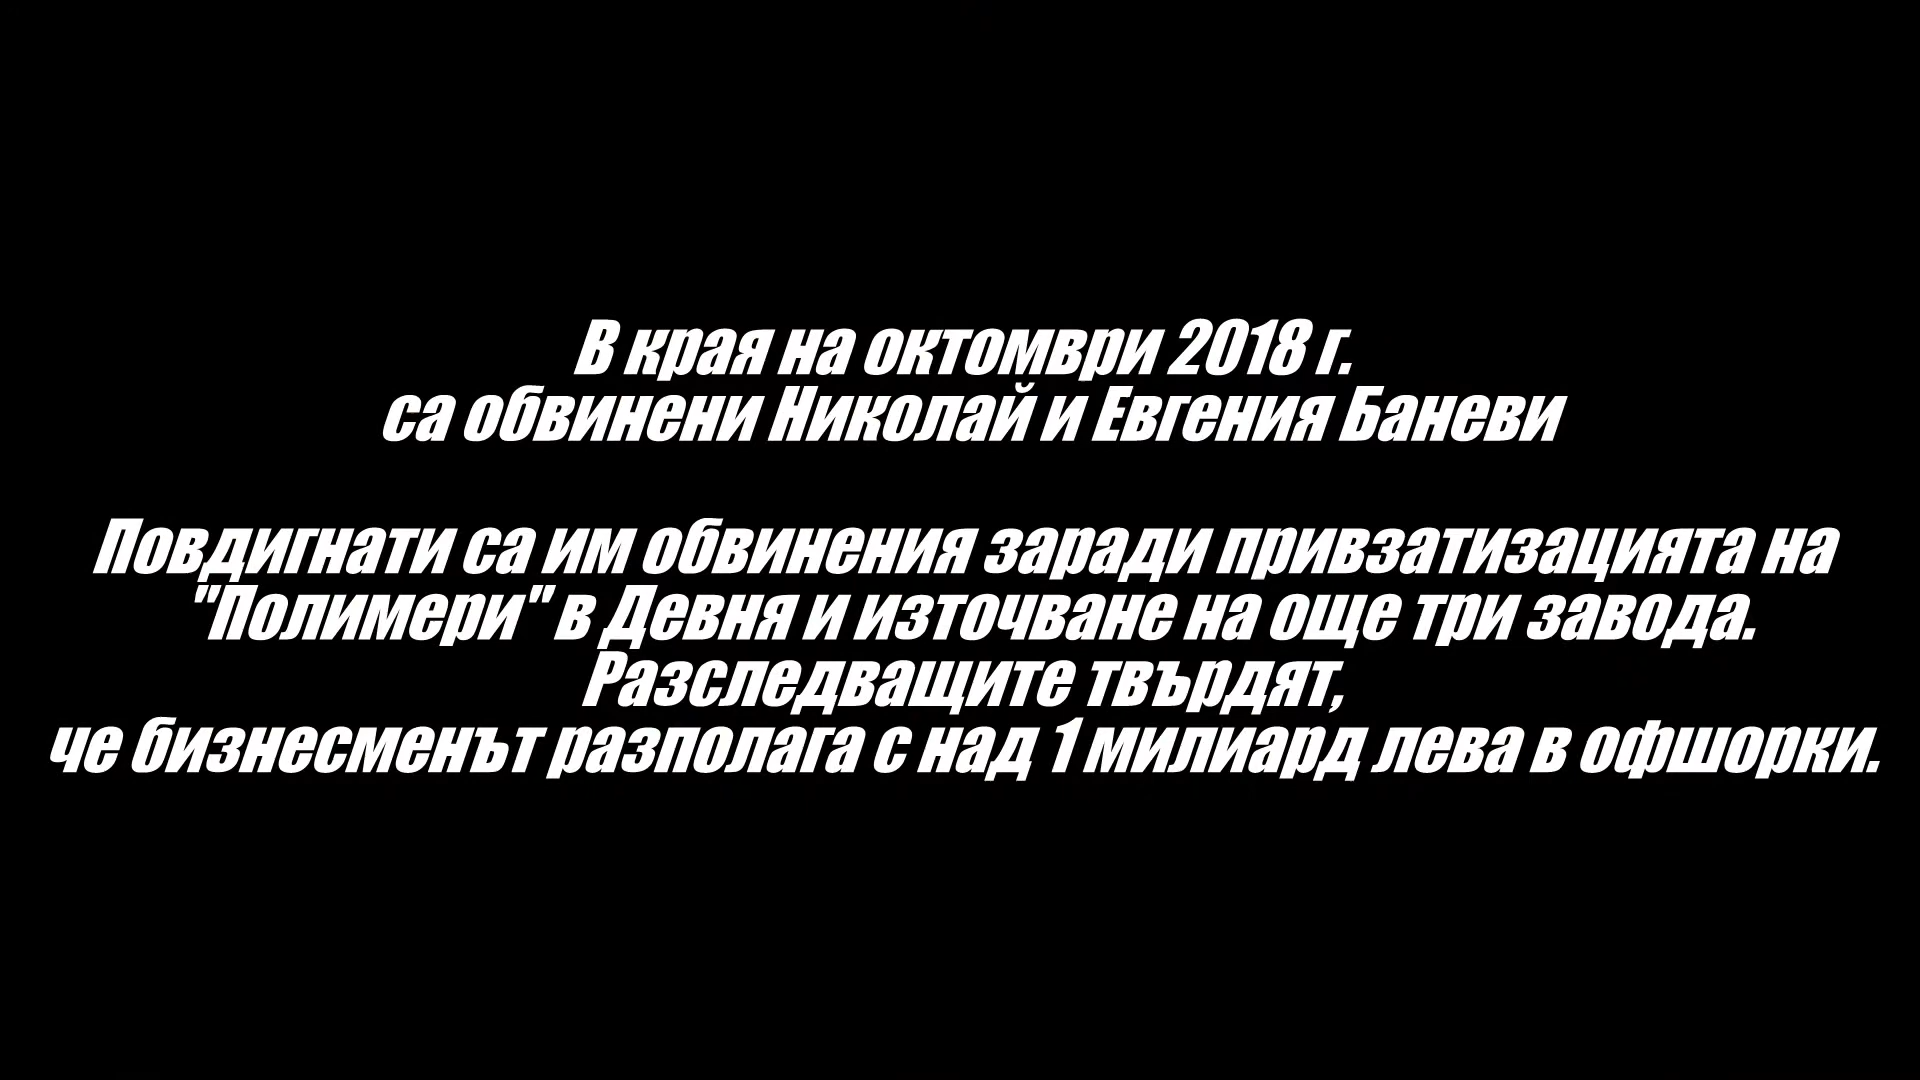 В края на октомври 2018 г.
са обвинени Николай и Евгения Баневи
Повдигнати са им обвинения заради привзатизацията на
"Полимери" в Девня и източване на още три завода.
Разследващите твърдят,
че бизнесменът разполага с над 1 милиард лева в офшорки.